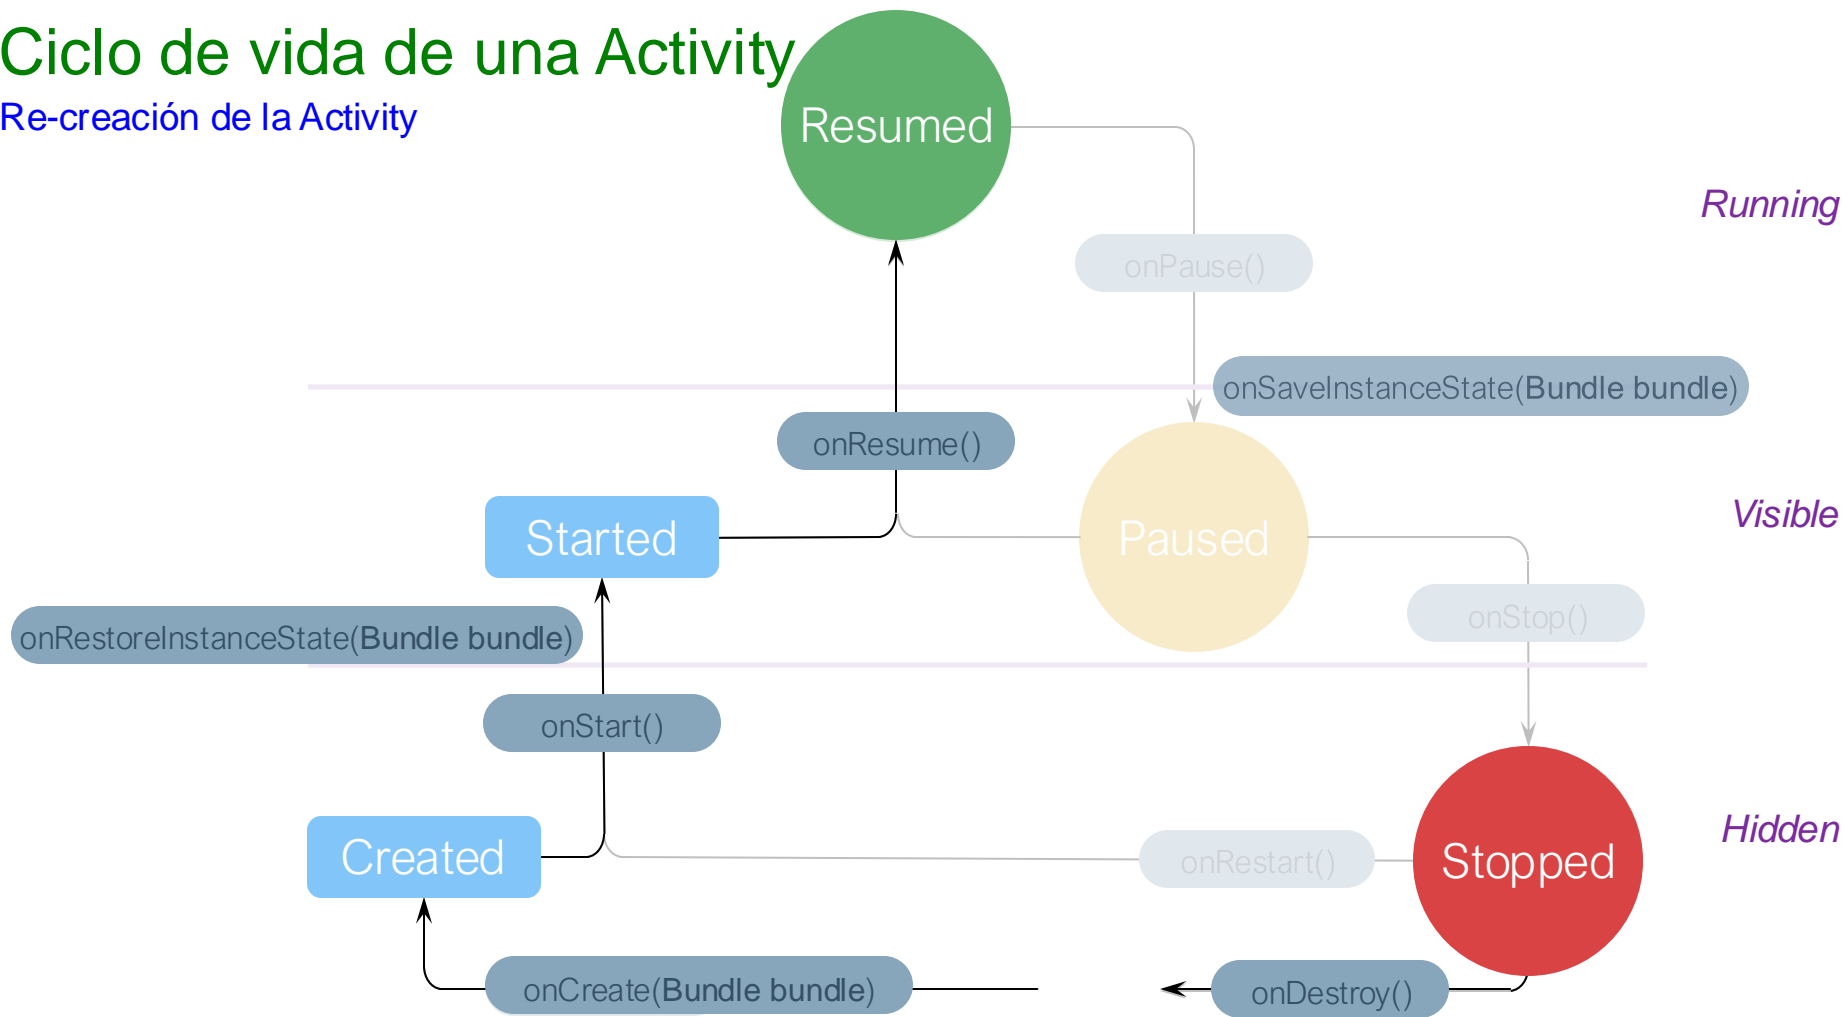 Ciclo de vida de una Activity
Re-creación de la Activity
Resumed
Running
onPause()
onSaveInstanceState(Bundle bundle)
onResume()
Started
Paused
Visible
onStop()
onRestoreInstanceState(Bundle bundle)
onStart()
Created
onRestart()
Stopped
Hidden
onCreate(Bundle bundle)
onDestroy()